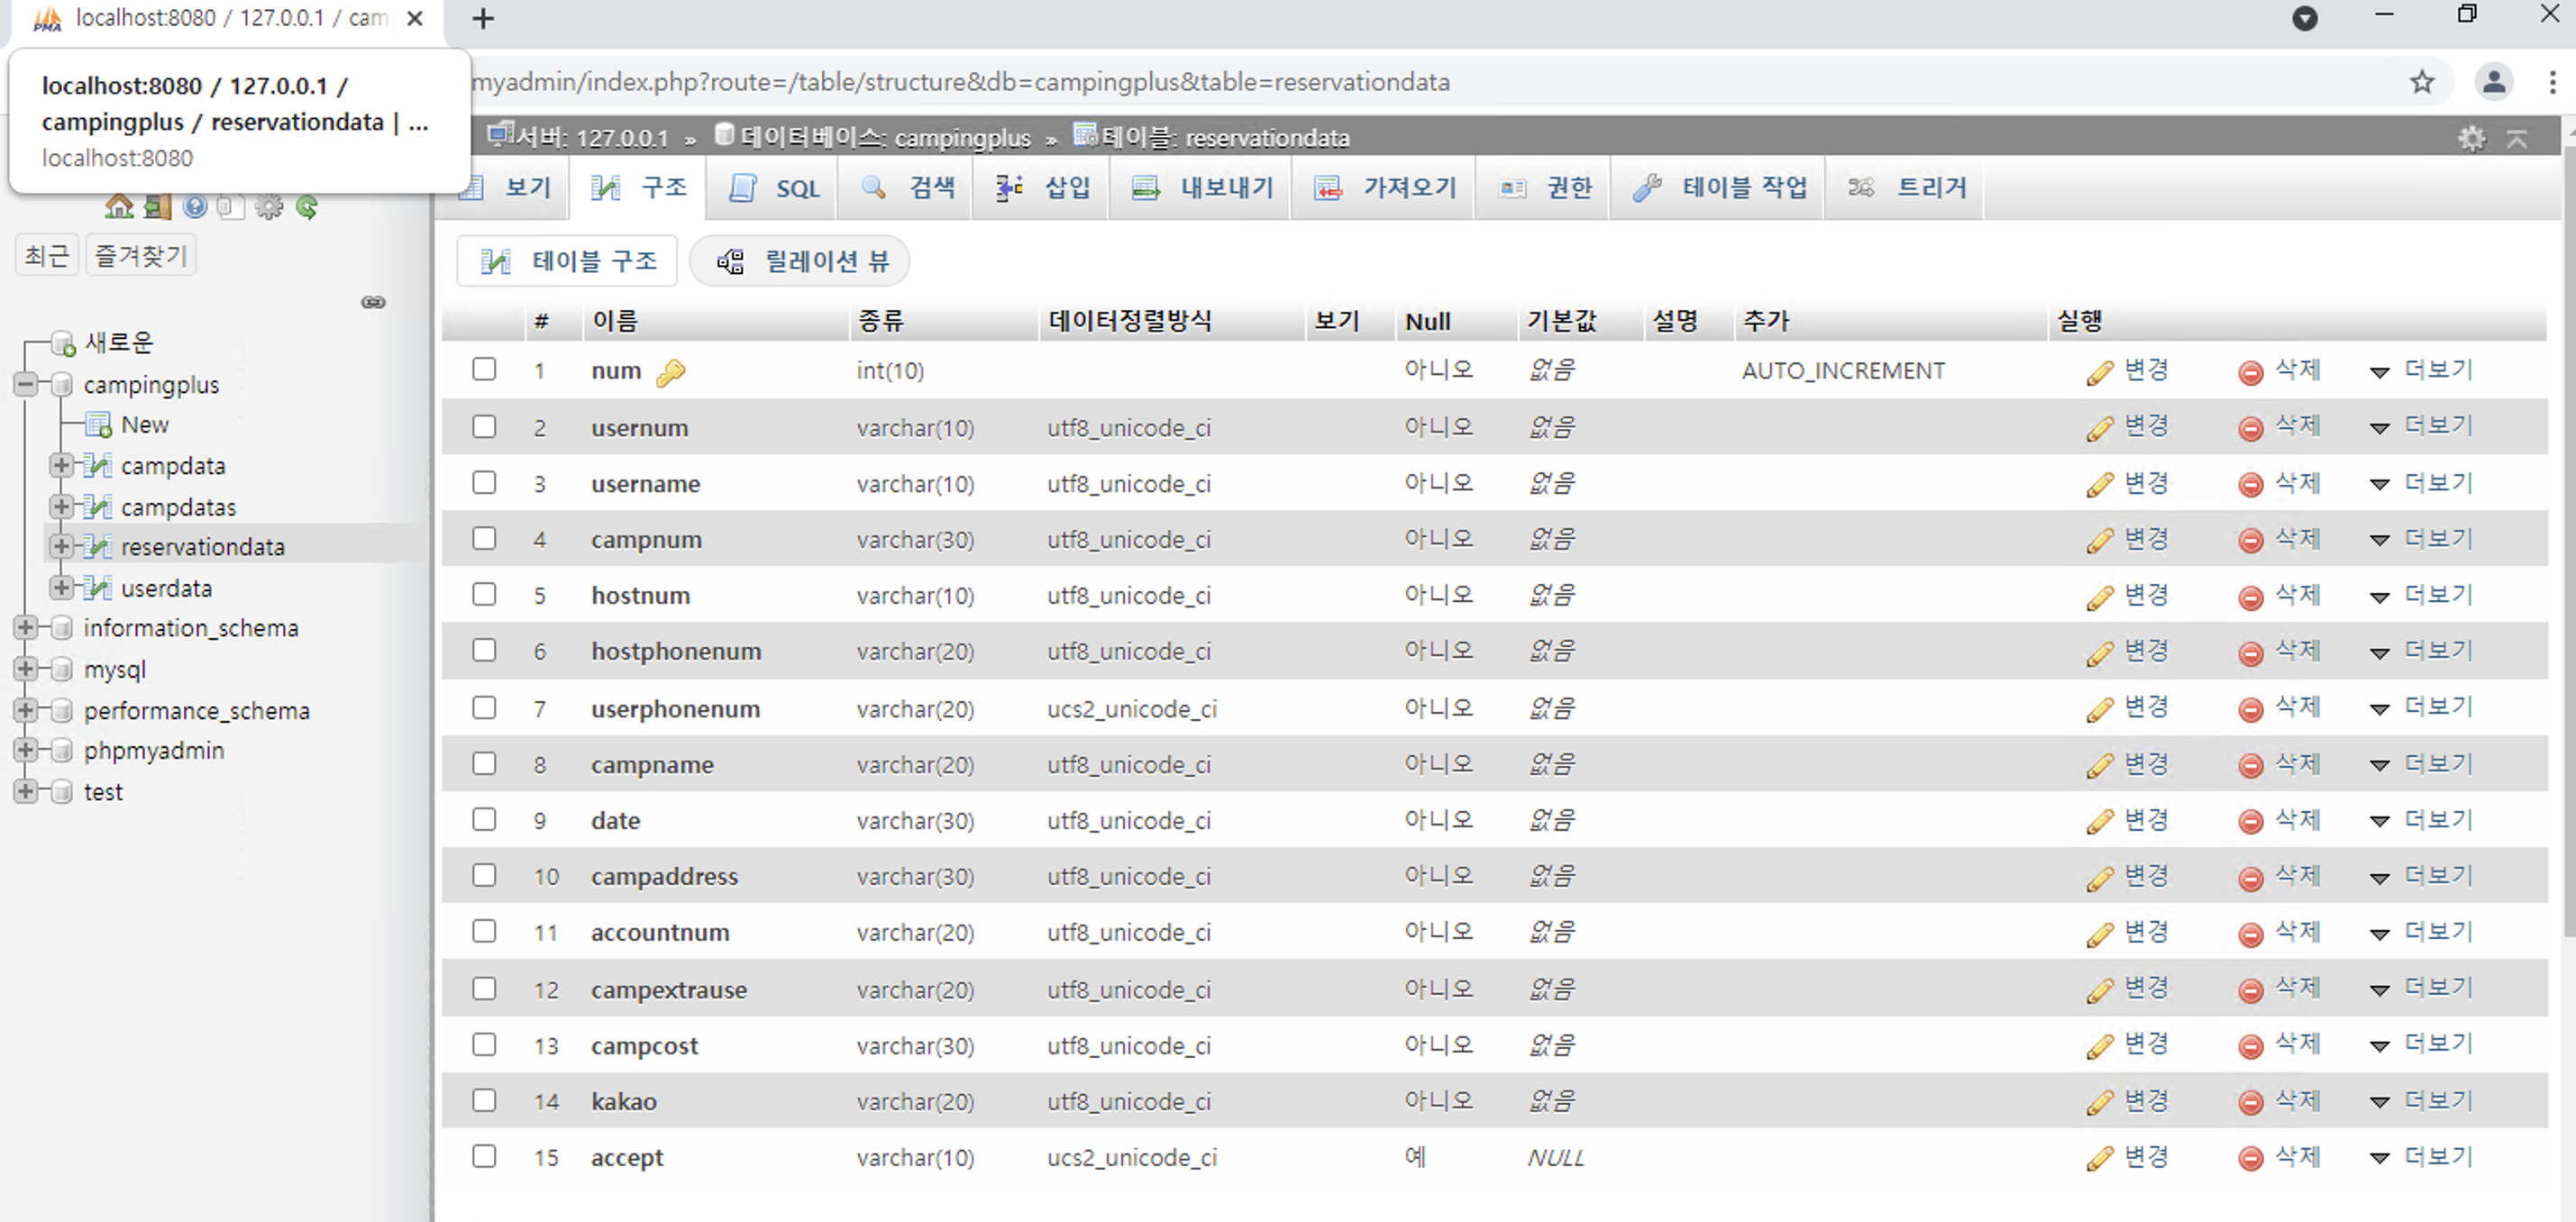 localhost:8080 / 127.0.0.1 / cam
localhost:8080 / 127.0.0.1 /
campingplus / reservationdata | ...
localhost:8080
myadmin/index.php?route=/table/structure&db=campingplus&table=reservationdata
서버: 127.0.0.1 » 데이터베이스: campingplus » 테이블: reservationdata
보기 구조 SQL 검색 삽입 내보내기 가져오기 권한 테이블 작업 트리거
최근 즐겨찾기
새로운
campingplus
New
campdata
campdatas
reservationdata
userdata
information_schema
mysql
performance_schema
phpmyadmin
test
테이블 구조 릴레이션 뷰
# 이름 종류 데이터정렬방식 보기 Null 기본값 설명 추가 실행
1 num int(10) 아니오 없음 AUTO_INCREMENT 변경 삭제 더보기
2 usernum varchar(10) utf8_unicode_ci 아니오 없음 변경 삭제 더보기
3 username varchar(10) utf8_unicode_ci 아니오 없음 변경 삭제 더보기
4 campnum varchar(30) utf8_unicode_ci 아니오 없음 변경 삭제 더보기
5 hostnum varchar(10) utf8_unicode_ci 아니오 없음 변경 삭제 더보기
6 hostphonenum varchar(20) utf8_unicode_ci 아니오 없음 변경 삭제 더보기
7 userphonenum varchar(20) ucs2_unicode_ci 아니오 없음 변경 삭제 더보기
8 campname varchar(20) utf8_unicode_ci 아니오 없음 변경 삭제 더보기
9 date varchar(30) utf8_unicode_ci 아니오 없음 변경 삭제 더보기
10 campaddress varchar(30) utf8_unicode_ci 아니오 없음 변경 삭제 더보기
11 accountnum varchar(20) utf8_unicode_ci 아니오 없음 변경 삭제 더보기
12 campextrause varchar(20) utf8_unicode_ci 아니오 없음 변경 삭제 더보기
13 campcost varchar(30) utf8_unicode_ci 아니오 없음 변경 삭제 더보기
14 kakao varchar(20) utf8_unicode_ci 아니오 없음 변경 삭제 더보기
15 accept varchar(10) ucs2_unicode_ci 예 NULL 변경 삭제 더보기